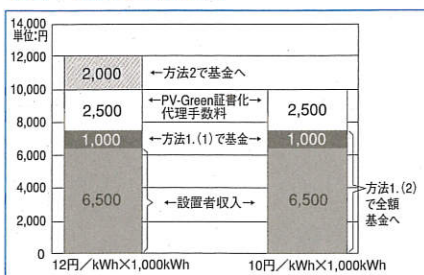 14,000
単位:円
12,000
10,000
8,000
6,000
4,000
2,000
0
2,000
←方法2で基金へ
2,500
←PV-Green証書化→
代理手数料
2,500
1,000
←方法1.(1)で基金→
1,000
6,500
←設置者収入→
6,500
方法1.(2)
で全額
基金へ
12円/kWh×1,000kWh
10円/kWh×1,000kWh